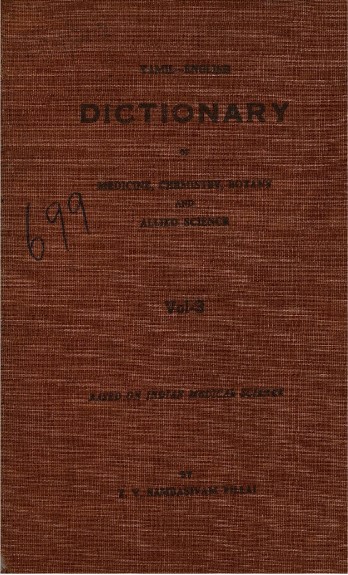 TAMIL-ENGLISH
DICTIONARY
OF
MEDICINE, CHEMISTRY, BOTANY
AND
ALLIED SCIENCE
699
Vol-3
BASED ON INDIAN MEDICAL SCIENCE
BY
T. V. SAMBASIVAM PILLAI